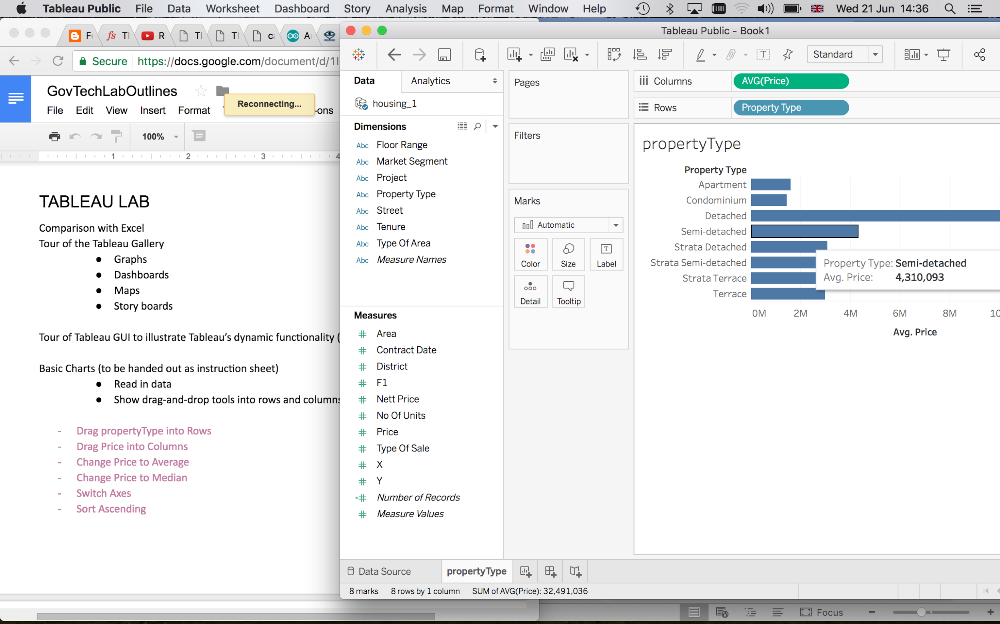 Tableau Public File Data Worksheet Dashboard Story Analysis Map Format Window Help Wed 21 Jun 14:36
R
Secure https://docs.google.com/document/d/1
GovTechLabOutlines
Reconnecting...
File Edit View Insert Format -ons
100%
1 2 3 4
TABLEAU LAB
Comparison with Excel
Tour of the Tableau Gallery
● Graphs
● Dashboards
● Maps
● Story boards
Tour of Tableau GUI to illustrate Tableau’s dynamic functionality (
Basic Charts (to be handed out as instruction sheet)
● Read in data
● Show drag-and-drop tools into rows and columns
- Drag propertyType into Rows
- Drag Price into Columns
- Change Price to Average
- Change Price to Median
- Switch Axes
- Sort Ascending
Tableau Public - Book1
Standard
Data Analytics
housing_1
Dimensions
Abc Floor Range
Abc Market Segment
Abc Project
Abc Property Type
Abc Street
Abc Tenure
Abc Type Of Area
Abc Measure Names
Measures
# Area
# Contract Date
# District
# F1
# Nett Price
# No Of Units
# Price
# Type Of Sale
# X
# Y
=# Number of Records
# Measure Values
Pages
Filters
Marks
Automatic
Color Size Label
Detail Tooltip
Columns AVG(Price)
Rows Property Type
propertyType
Property Type
Apartment
Condominium
Detached
Semi-detached
Strata Detached
Strata Semi-detached
Strata Terrace
Terrace
Property Type: Semi-detached
Avg. Price: 4,310,093
0M 2M 4M 6M 8M 10
Avg. Price
Data Source propertyType
8 marks 8 rows by 1 column SUM of AVG(Price): 32,491,036
Focus